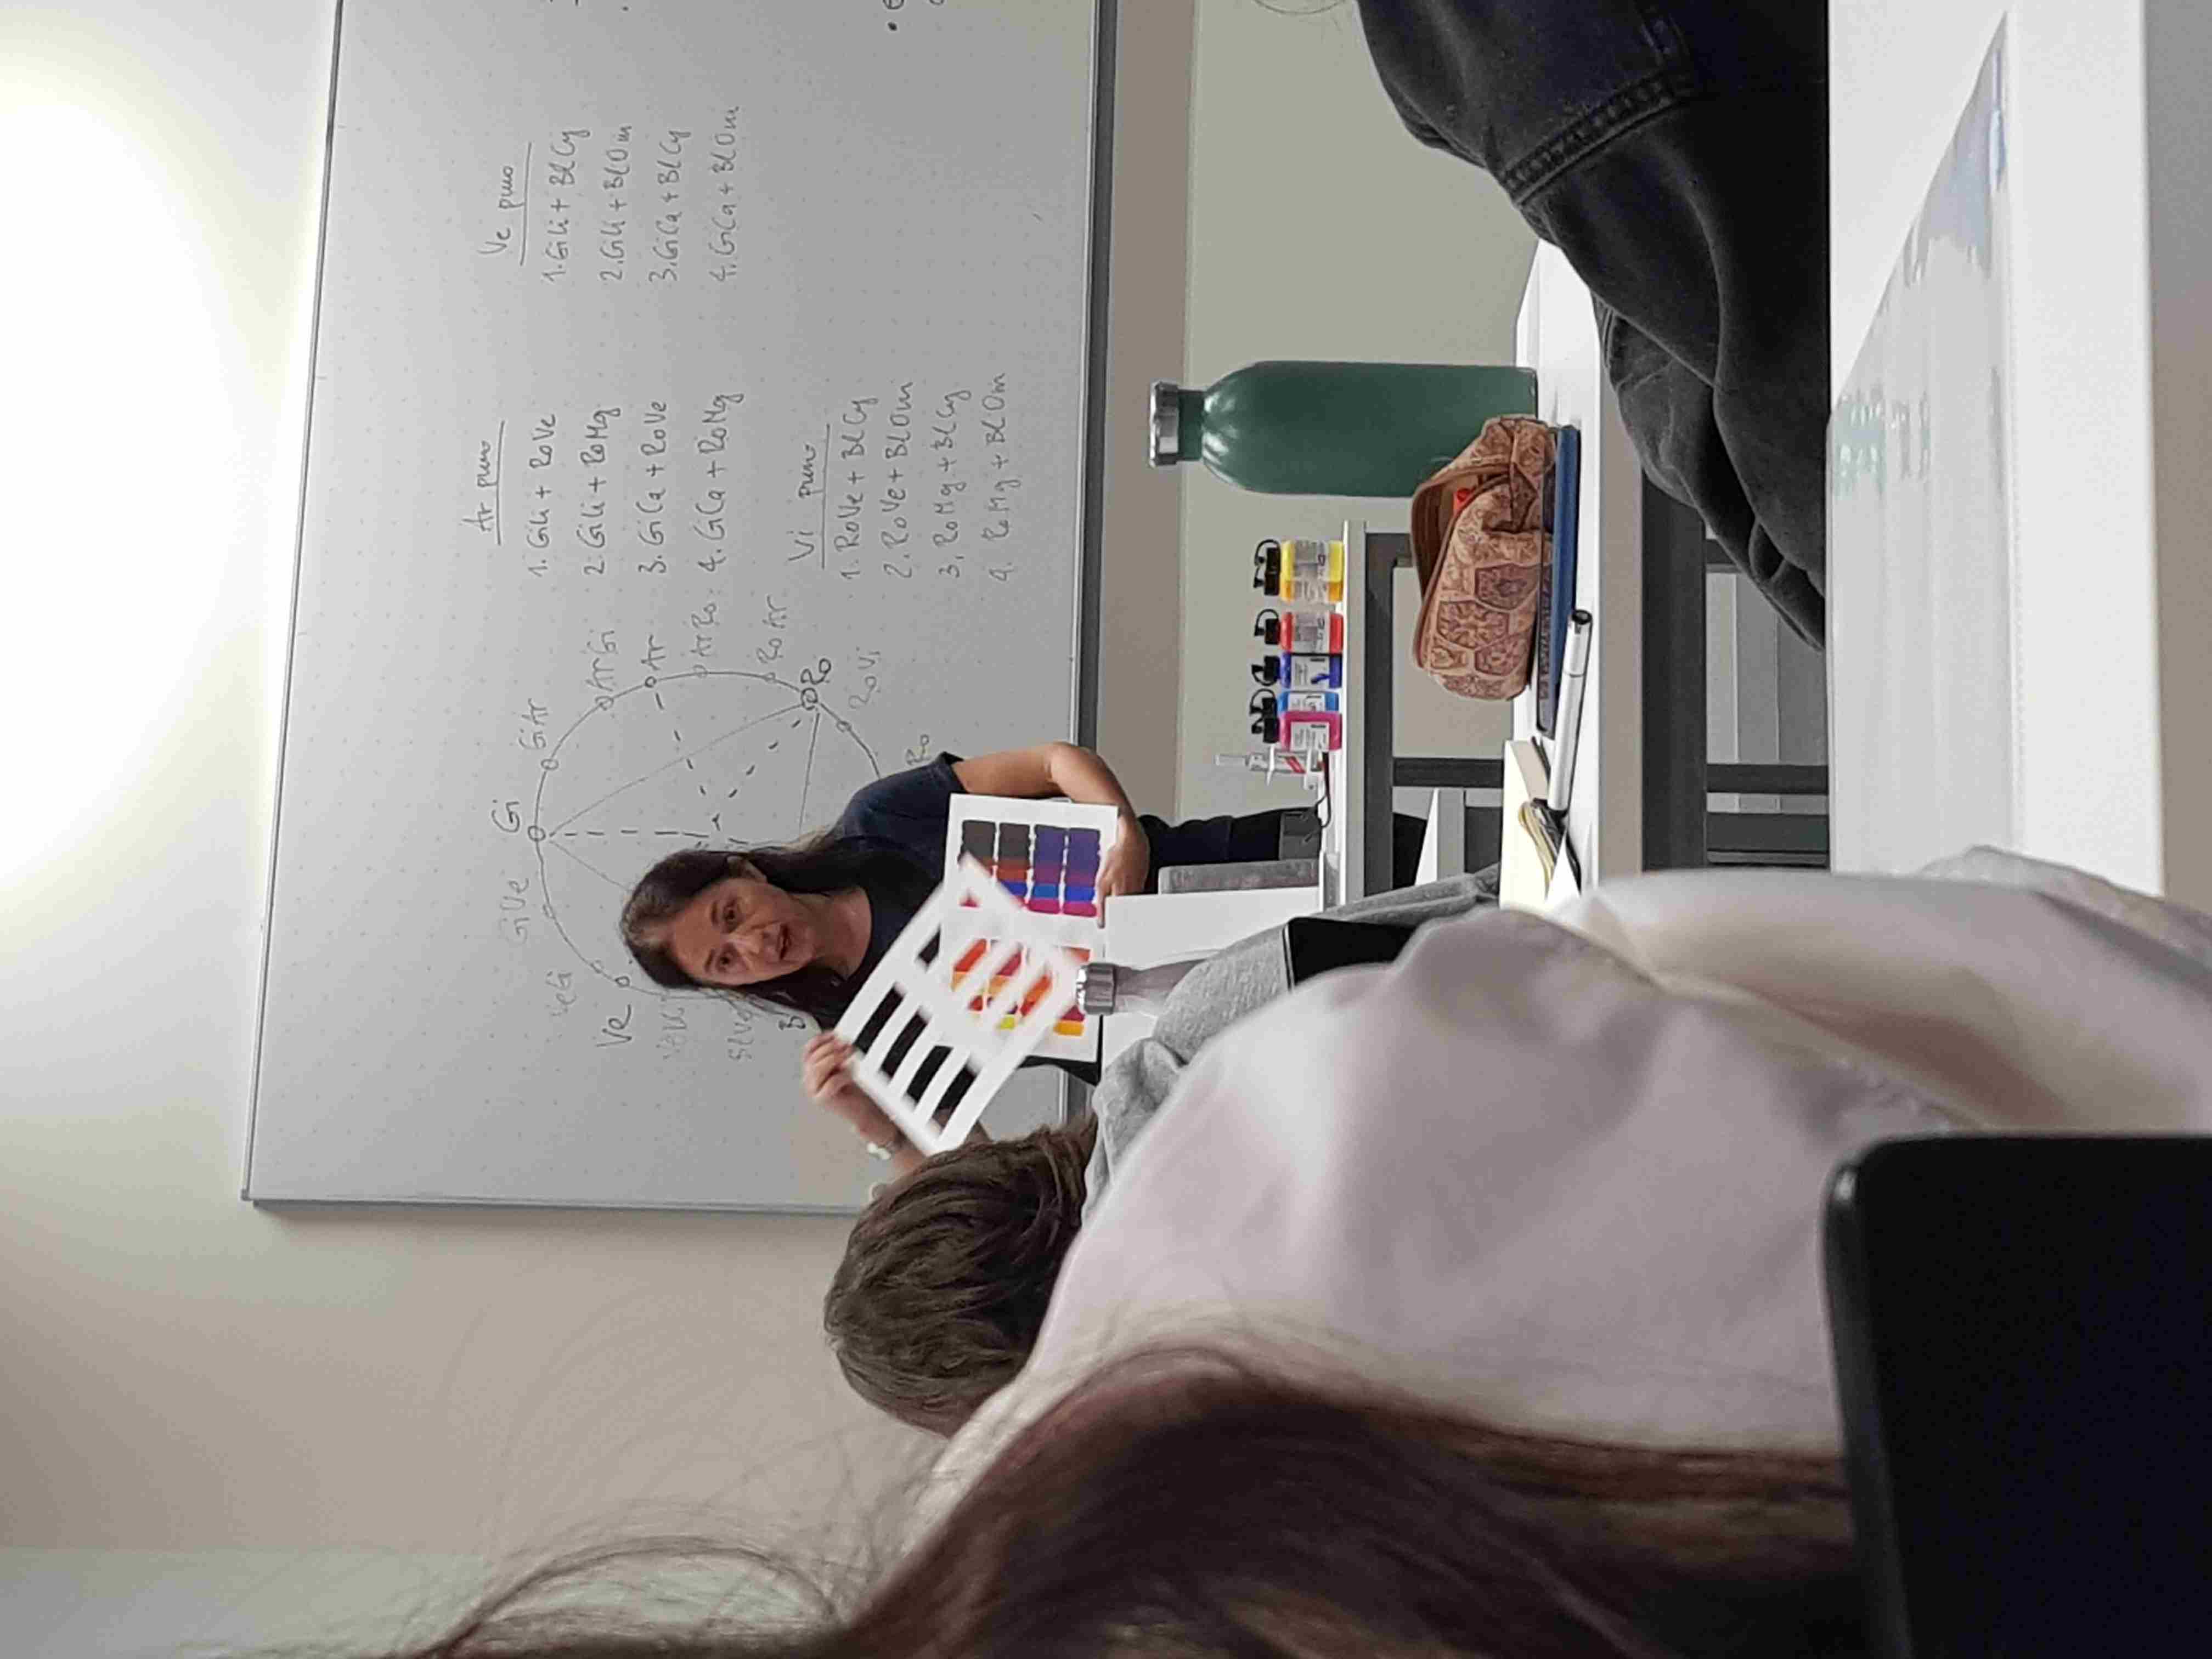 Gi
GiVe
GiAr
VeGi
ArGi
Ve
Ar
ArRo
BlVe
RoAr
Ro
RoVi
Ar puro
1. GiLi + RoVe
2. GiLi + RoMg
3. GiCa + RoVe
4. GiCa + RoMg
Vi puro
1. RoVe + BlCy
2. RoVe + BlOm
3. RoMg + BlCy
4. RoMg + BlOm
Ve puro
1. GiLi + BlCy
2. GiLi + BlOm
3. GiCa + BlCy
4. GiCa + BlOm